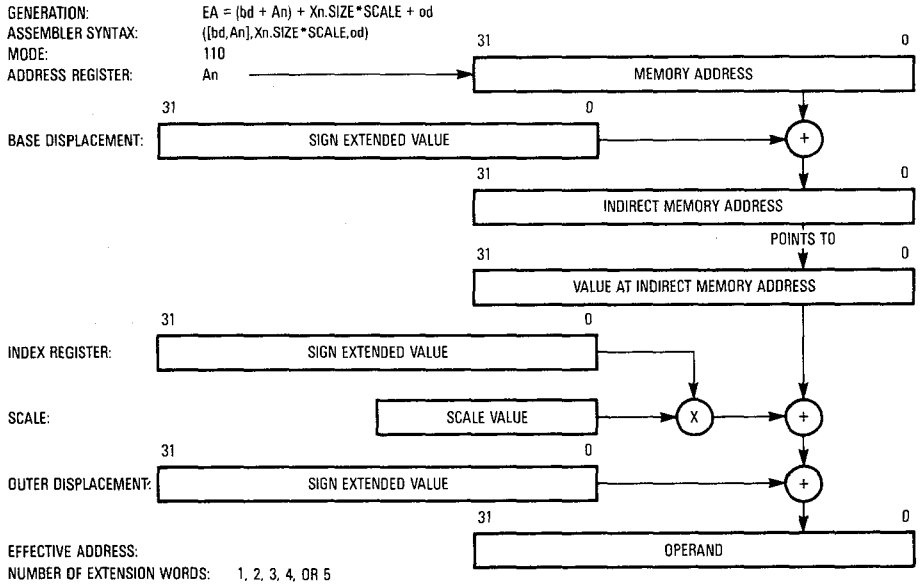 GENERATION: EA = (bd + An) + Xn.SIZE*SCALE + od
ASSEMBLER SYNTAX: ([bd,An],Xn.SIZE*SCALE,od)
MODE: 110
31 0
ADDRESS REGISTER: An MEMORY ADDRESS
31 0
BASE DISPLACEMENT: SIGN EXTENDED VALUE +
31 0
INDIRECT MEMORY ADDRESS
POINTS TO
31 0
VALUE AT INDIRECT MEMORY ADDRESS
31 0
INDEX REGISTER: SIGN EXTENDED VALUE
SCALE: SCALE VALUE X +
31 0
OUTER DISPLACEMENT: SIGN EXTENDED VALUE +
31 0
OPERAND
EFFECTIVE ADDRESS:
NUMBER OF EXTENSION WORDS: 1, 2, 3, 4, OR 5